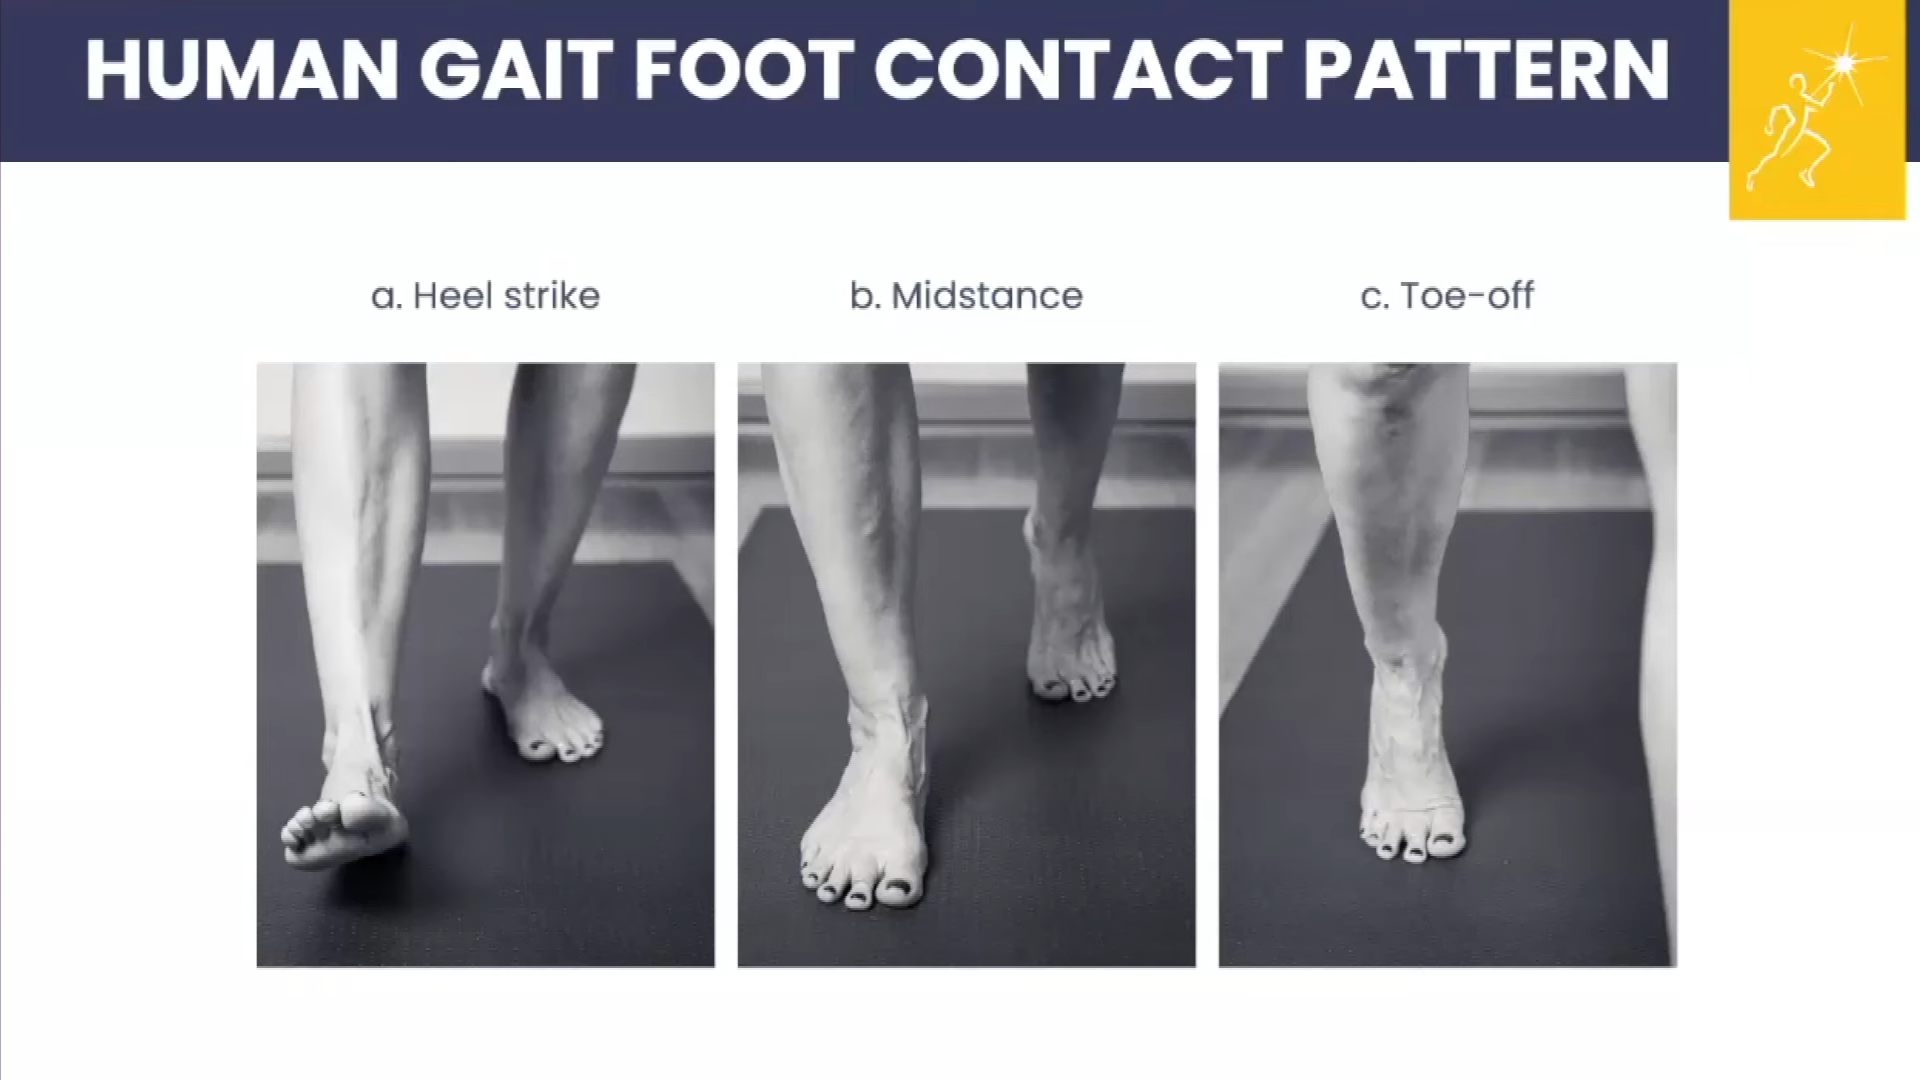 HUMAN GAIT FOOT CONTACT PATTERN
a. Heel strike
b. Midstance
c. Toe-off